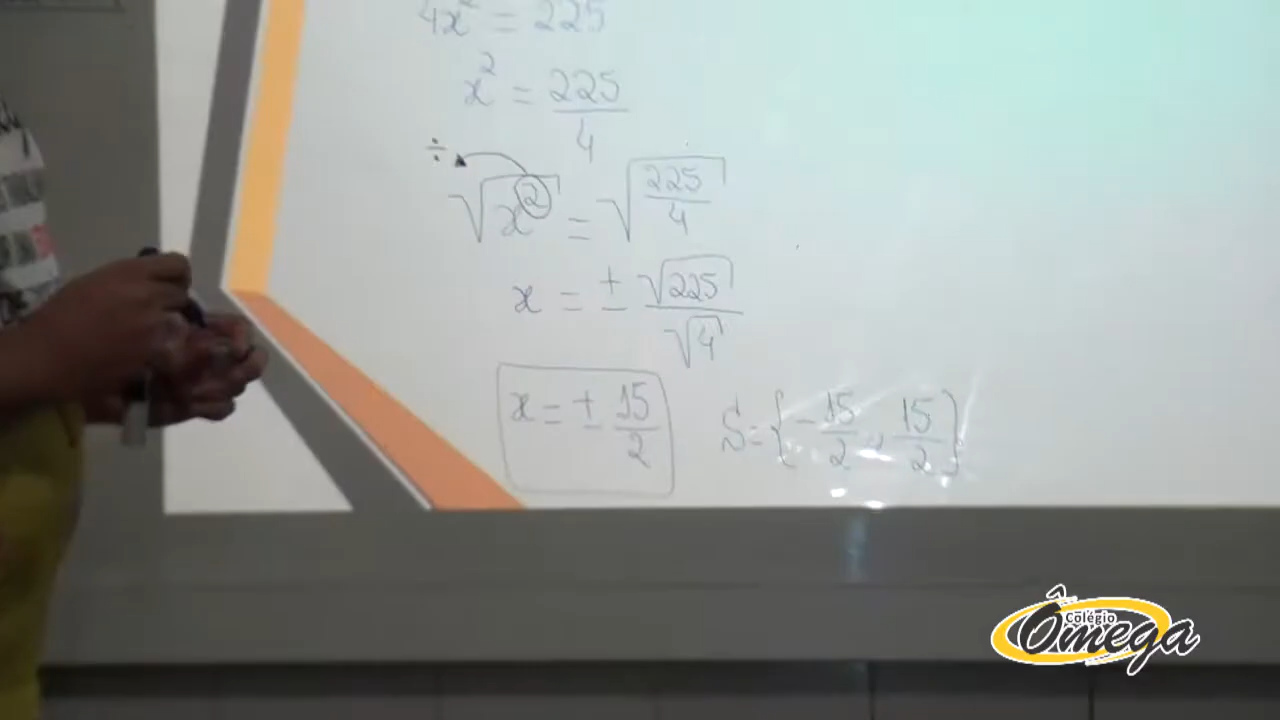 4x² = 225
x² = 225/4
÷
√x² = √225/4
x = ± √225/√4
x = ± 15/2
S = {-15/2, 15/2}
Colégio
Ômega